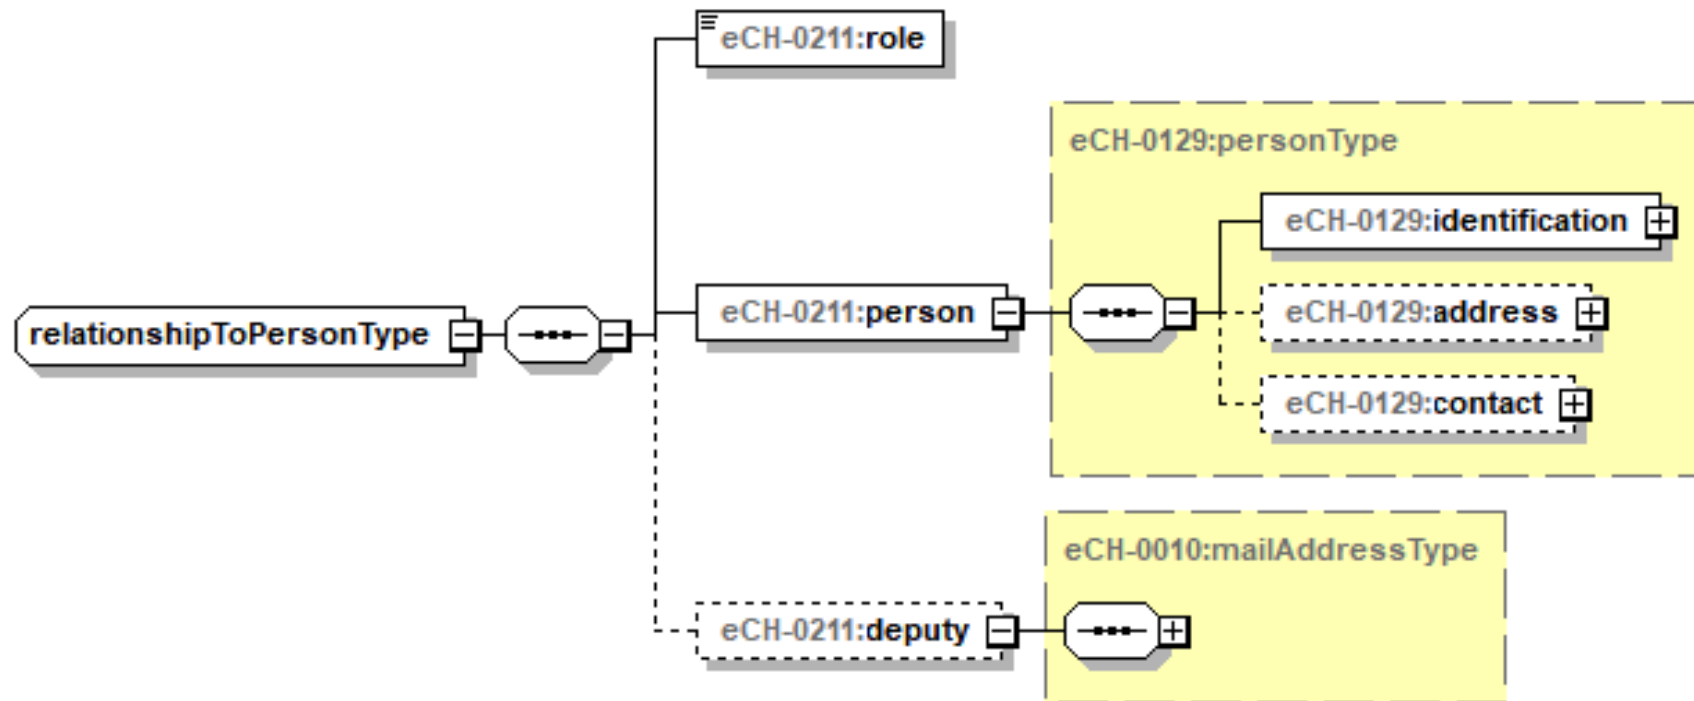 eCH-0211:role
eCH-0129:personType
eCH-0129:identification
relationshipToPersonType
eCH-0211:person
eCH-0129:address
eCH-0129:contact
eCH-0010:mailAddressType
eCH-0211:deputy